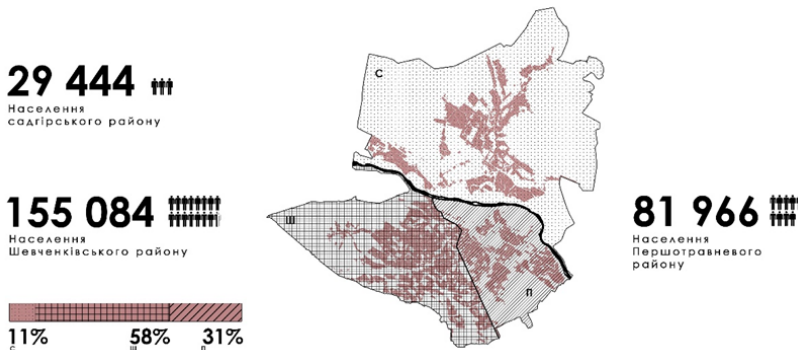 29 444
Населення
садгірського району
155 084
Населення
Шевченківського району
11% 58% 31%
С Ш П
С
Ш
П
81 966
Населення
Першотравневого
району